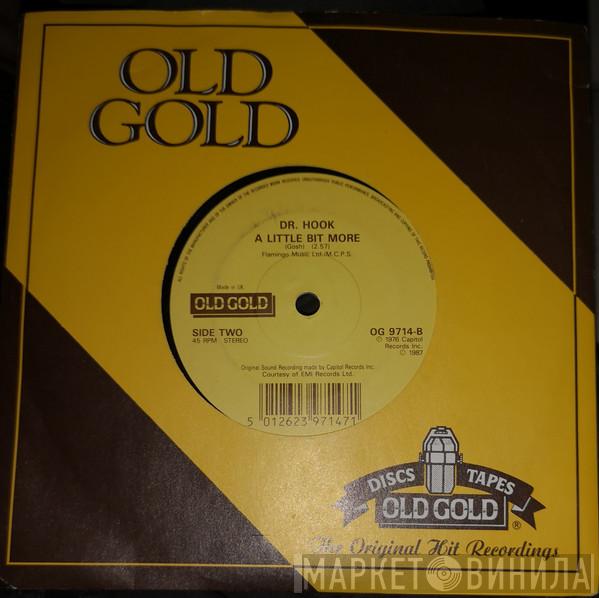 OLD
GOLD
DR. HOOK
A LITTLE BIT MORE
(Gosh) (2.57)
Flamingo Music Ltd./M.C.P.S.
Made in UK
OLD GOLD
SIDE TWO
45 RPM STEREO
OG 9714-B
℗ 1976 Capitol
Records Inc.
© 1987
Original Sound Recording made by Capitol Records Inc.
Courtesy of EMI Records Ltd.
5 012623 971471
DISCS TAPES
OLD GOLD
®
The Original Hit Recordings
МАРКЕТ ВИНИЛА